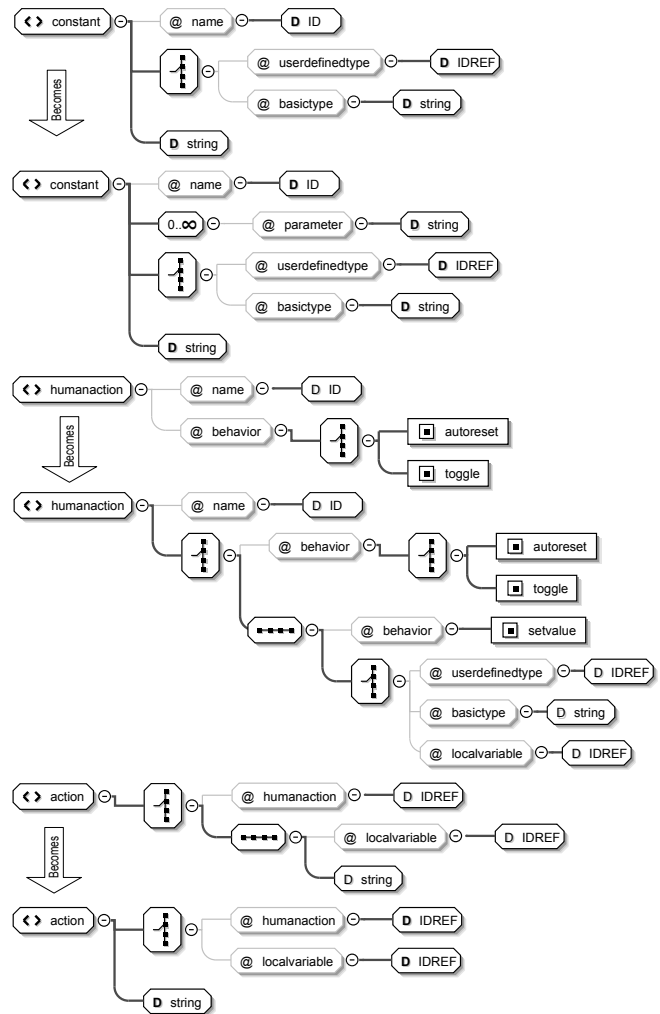 constant
@ name
D ID
@ userdefinedtype
D IDREF
@ basictype
D string
D string
Becomes
constant
@ name
D ID
0..∞
@ parameter
D string
@ userdefinedtype
D IDREF
@ basictype
D string
D string
humanaction
@ name
D ID
@ behavior
autoreset
toggle
Becomes
humanaction
@ name
D ID
@ behavior
autoreset
toggle
@ behavior
setvalue
@ userdefinedtype
D IDREF
@ basictype
D string
@ localvariable
D IDREF
action
@ humanaction
D IDREF
@ localvariable
D IDREF
D string
Becomes
action
@ humanaction
D IDREF
@ localvariable
D IDREF
D string